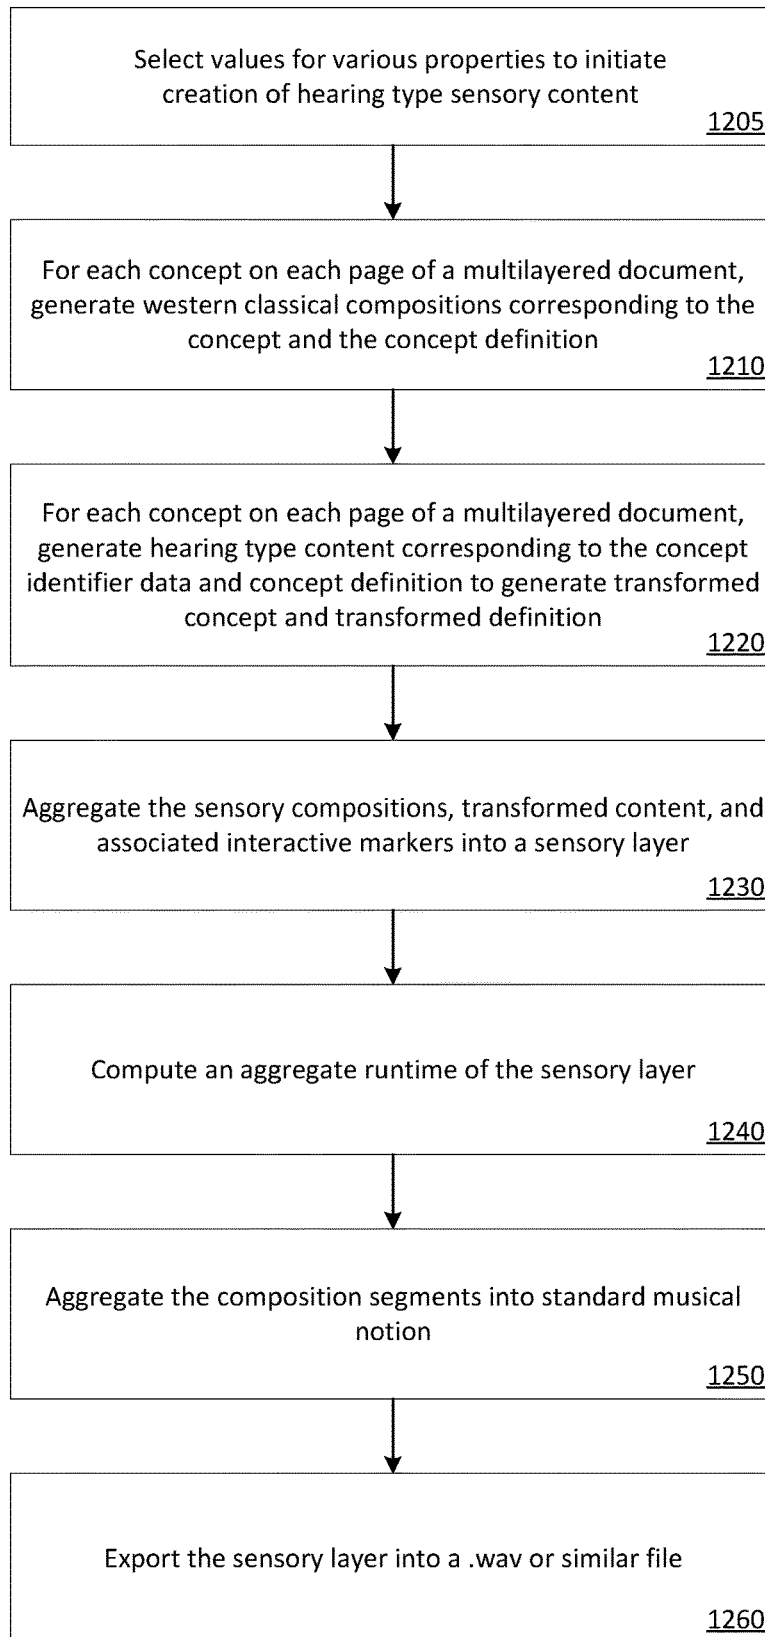 Select values for various properties to initiate
creation of hearing type sensory content
1205
For each concept on each page of a multilayered document,
generate western classical compositions corresponding to the
concept and the concept definition
1210
For each concept on each page of a multilayered document,
generate hearing type content corresponding to the concept
identifier data and concept definition to generate transformed
concept and transformed definition
1220
Aggregate the sensory compositions, transformed content, and
associated interactive markers into a sensory layer
1230
Compute an aggregate runtime of the sensory layer
1240
Aggregate the composition segments into standard musical
notion
1250
Export the sensory layer into a .wav or similar file
1260